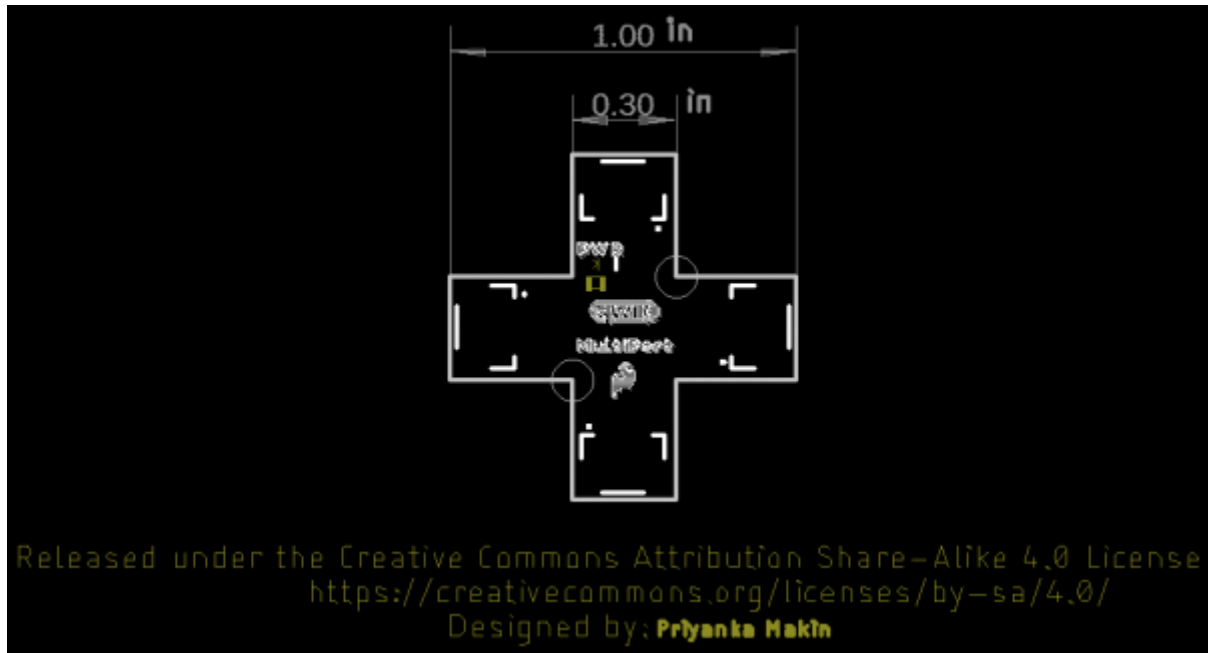 1.00 in
0.30 in
PWR
MultiPort
Released under the Creative Commons Attribution Share-Alike 4.0 License
https://creativecommons.org/licenses/by-sa/4.0/
Designed by: Priyanka Makin